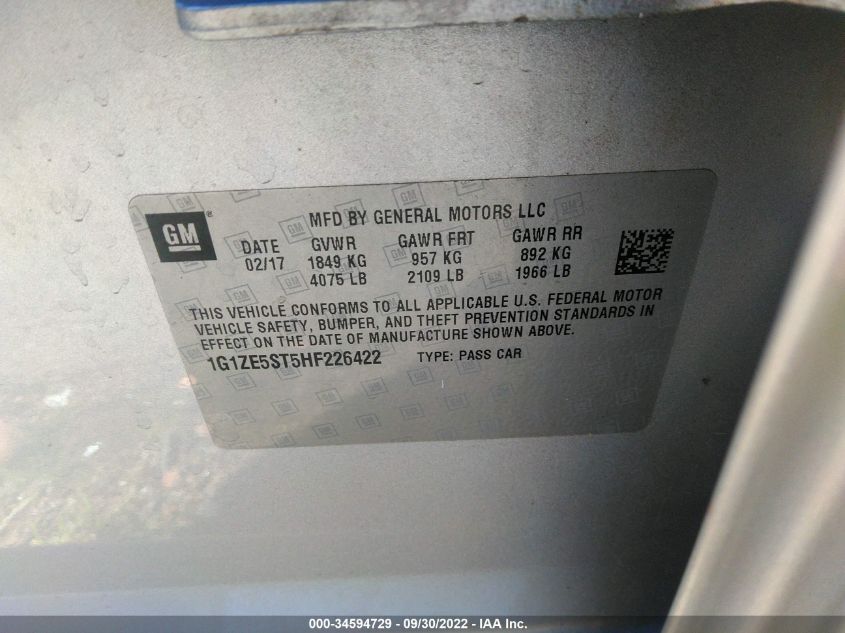 GM ®
MFD BY GENERAL MOTORS LLC
DATE GVWR GAWR FRT GAWR RR
02/17 1849 KG 957 KG 892 KG
4075 LB 2109 LB 1966 LB
THIS VEHICLE CONFORMS TO ALL APPLICABLE U.S. FEDERAL MOTOR
VEHICLE SAFETY, BUMPER, AND THEFT PREVENTION STANDARDS IN
EFFECT ON THE DATE OF MANUFACTURE SHOWN ABOVE.
1G1ZE5ST5HF226422 TYPE: PASS CAR
000-34594729 - 09/30/2022 - IAA Inc.